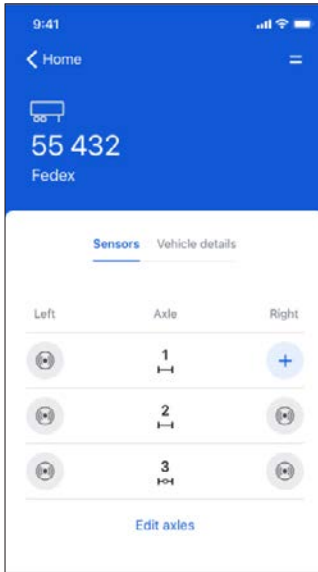 9:41
Home
55 432
Fedex
Sensors Vehicle details
Left Axle Right
1
2
3
Edit axles